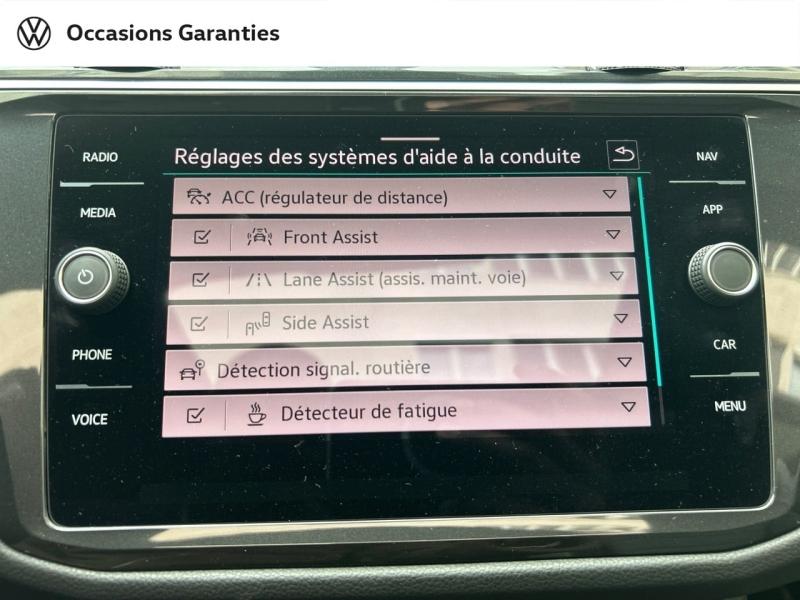 Occasions Garanties
RADIO
MEDIA
PHONE
VOICE
Réglages des systèmes d'aide à la conduite
ACC (régulateur de distance)
Front Assist
Lane Assist (assis. maint. voie)
Side Assist
Détection signal. routière
Détecteur de fatigue
NAV
APP
CAR
MENU